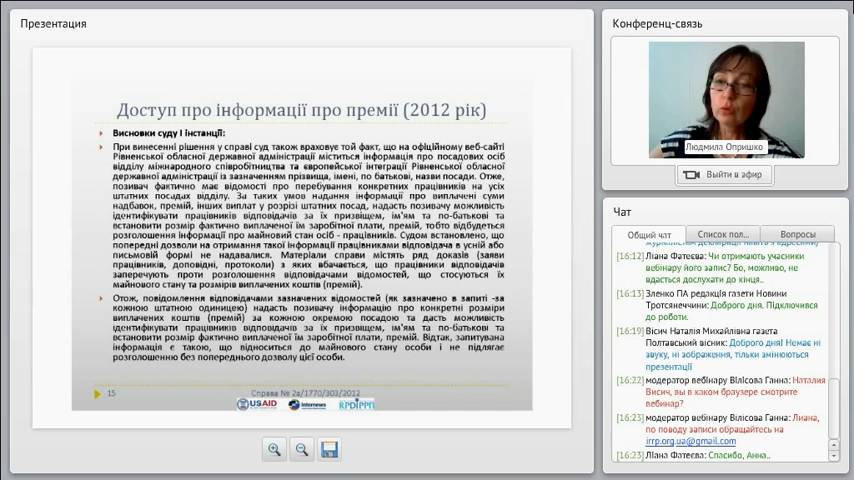 Презентация
Доступ про інформації про премії (2012 рік)
Висновки суду І інстанції:
При винесенні рішення у справі суд також враховує той факт, що на офіційному веб-сайті
Рівненської обласної державної адміністрації міститься інформація про посадових осіб
відділу міжнародного співробітництва та європейської інтеграції Рівненської обласної
державної адміністрації із зазначенням прізвища, імені, по батькові, назви посади. Отже,
позивач фактично має відомості про перебування конкретних працівників на усіх
штатних посадах відділу. За таких умов надання інформації про виплачені суми
надбавок, премій, інших виплат у розрізі штатних посад, надасть позивачу можливість
ідентифікувати працівників відповідачів за їх призвіщем, ім'ям та по-батькові та
встановити розмір фактично виплаченої їм заробітної плати, премій, тобто відбудеться
розголошення інформації про майновий стан осіб - працівників. Судом встановлено, що
попередні дозволи на отримання такої інформації працівниками відповідача в усній або
письмовій формі не надавалися. Матеріали справи містять ряд доказів (заяви
працівників, доповідні, протоколи) з яких вбачається, що працівники відповідачів
заперечують проти розголошення відповідачами відомостей, що стосуються їх
майнового стану та розмірів виплачених коштів (премій).
Отож, повідомлення відповідачами зазначених відомостей (як зазначено в запиті -за
кожною штатною одиницею) надасть позивачу інформацію про конкретні розміри
виплачених коштів (премій) за кожною окремою посадою та дасть можливість
ідентифікувати працівників відповідачів за їх призвіщем, ім'ям та по-батькові та
встановити розмір фактично виплаченої їм заробітної плати, премій. Відтак, запитувана
інформація є такою, що відноситься до майнового стану особи і не підлягає
розголошенню без попереднього дозволу цієї особи.
15
Справа № 2а/1770/303/2012
USAID
Internews
Конференц-связь
Людмила Опришко
Выйти в эфир
Чат
Общий чат
Список пол...
Вопросы
[16:12] Ліана Фатєєва: Чи отримають учасники
вебінару його запис? Бо, можливо, не
вдасться дослухати до кінця..
[16:13] Зленко ПА редакція газети Новини
Тротсянеччини: Доброго дня. Підключився
до роботи.
[16:19] Вісич Наталія Михайлівна газета
Полтавський вісник: Доброго дня! Немає ні
звуку, ні зображення, тільки змінюються
презентації
[16:22] модератор вебінару Вілісова Ганна: Наталия
Висич, вы в каком браузере смотрите
вебинар?
[16:23] модератор вебінару Вілісова Ганна: Лиана,
по поводу записи обращайтесь на
irrp.org.ua@gmail.com
[16:23] Ліана Фатєєва: Спасибо, Анна..